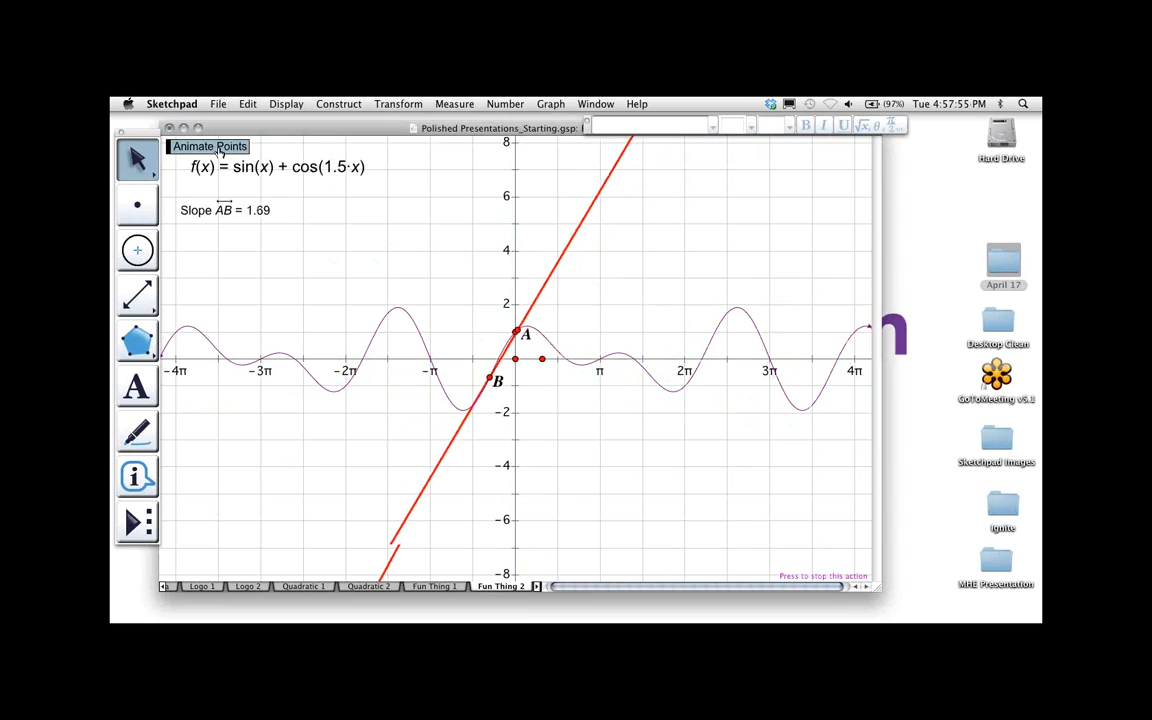 Sketchpad File Edit Display Construct Transform Measure Number Graph Window Help (97%) Tue 4:57:55 PM
Polished Presentations_Starting.gsp:
B I U
Animate Points
f(x) = sin(x) + cos(1.5·x)
Slope AB = 1.69
8
6
4
2
-2
-4
-6
-8
-4π -3π -2π -π π 2π 3π 4π
A
B
A
Press to stop this action
Logo 1 Logo 2 Quadratic 1 Quadratic 2 Fun Thing 1 Fun Thing 2
n
Hard Drive
April 17
Desktop Clean
GoToMeeting v5.1
Sketchpad Images
Ignite
MHE Presentation